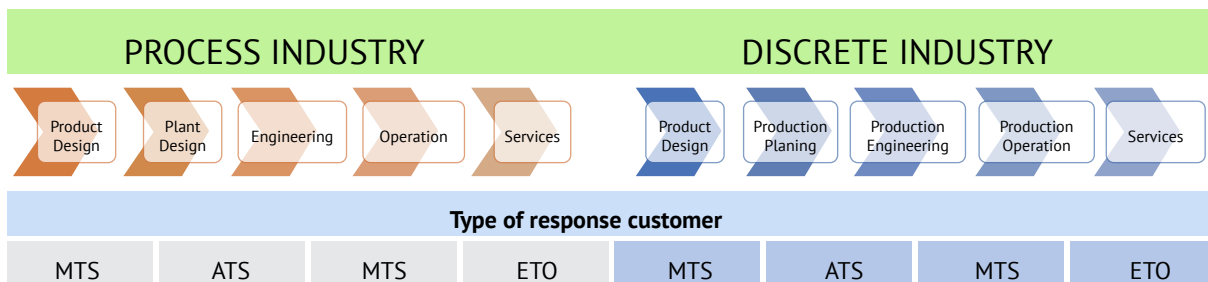 PROCESS INDUSTRY
DISCRETE INDUSTRY
Product
Design
Plant
Design
Engineering
Operation
Services
Product
Design
Production
Planing
Production
Engineering
Production
Operation
Services
Type of response customer
MTS ATS MTS ETO MTS ATS MTS ETO